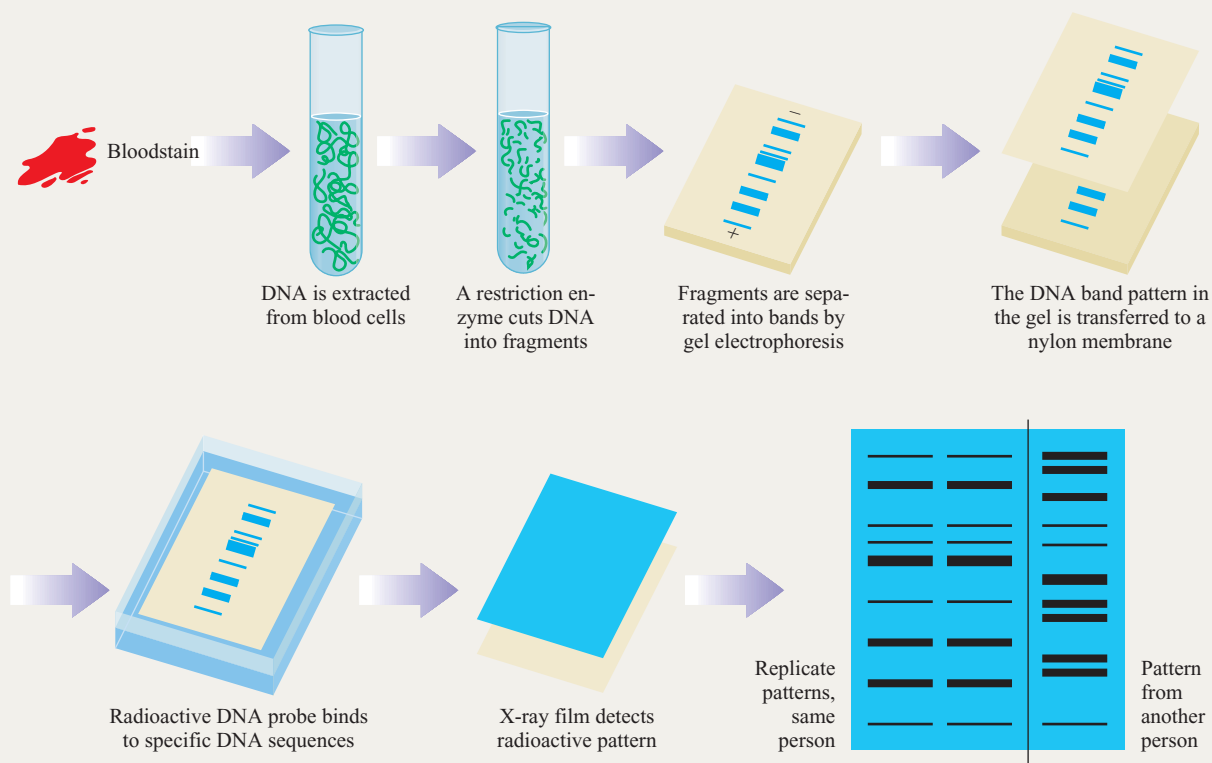 Bloodstain
DNA is extracted
from blood cells
A restriction en-
zyme cuts DNA
into fragments
−
+
Fragments are sepa-
rated into bands by
gel electrophoresis
The DNA band pattern in
the gel is transferred to a
nylon membrane
Radioactive DNA probe binds
to specific DNA sequences
X-ray film detects
radioactive pattern
Replicate
patterns,
same
person
Pattern
from
another
person